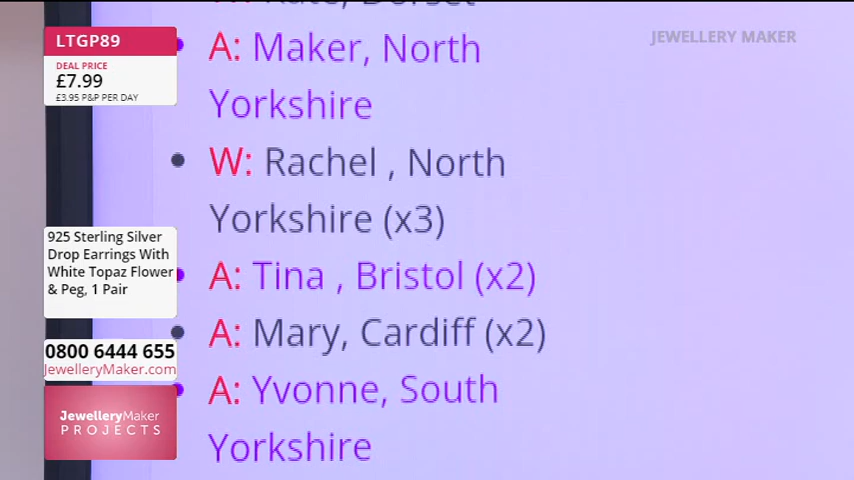 Kate, Dorset
LTGP89
DEAL PRICE
£7.99
£3.95 P&P PER DAY
JEWELLERY MAKER
A: Maker, North
Yorkshire
W: Rachel , North
Yorkshire (x3)
925 Sterling Silver
Drop Earrings With
White Topaz Flower
& Peg, 1 Pair
A: Tina , Bristol (x2)
A: Mary, Cardiff (x2)
0800 6444 655
JewelleryMaker.com
A: Yvonne, South
Yorkshire
JewelleryMaker
PROJECTS